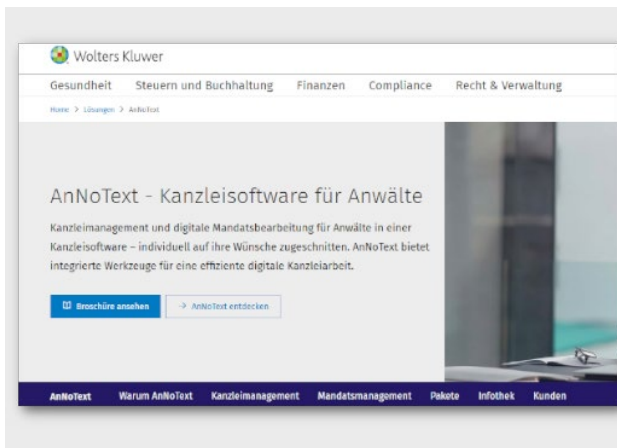 Wolters Kluwer
Gesundheit Steuern und Buchhaltung Finanzen Compliance Recht & Verwaltung
Home > Lösungen > AnNoText
AnNoText - Kanzleisoftware für Anwälte
Kanzleimanagement und digitale Mandatsbearbeitung für Anwälte in einer
Kanzleisoftware – individuell auf ihre Wünsche zugeschnitten. AnNoText bietet
integrierte Werkzeuge für eine effiziente digitale Kanzleiarbeit.
Broschüre ansehen → AnNoText entdecken
AnNoText Warum AnNoText Kanzleimanagement Mandatsmanagement Pakete Infothek Kunden